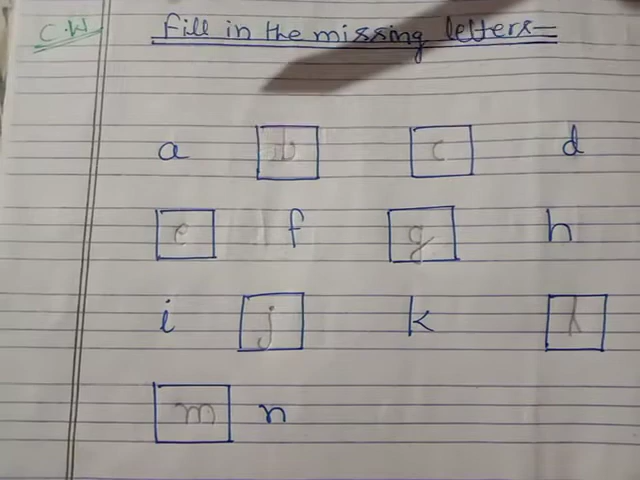 C.W
Fill in the missing letters-
a b c d
e f g h
i j k l
m n